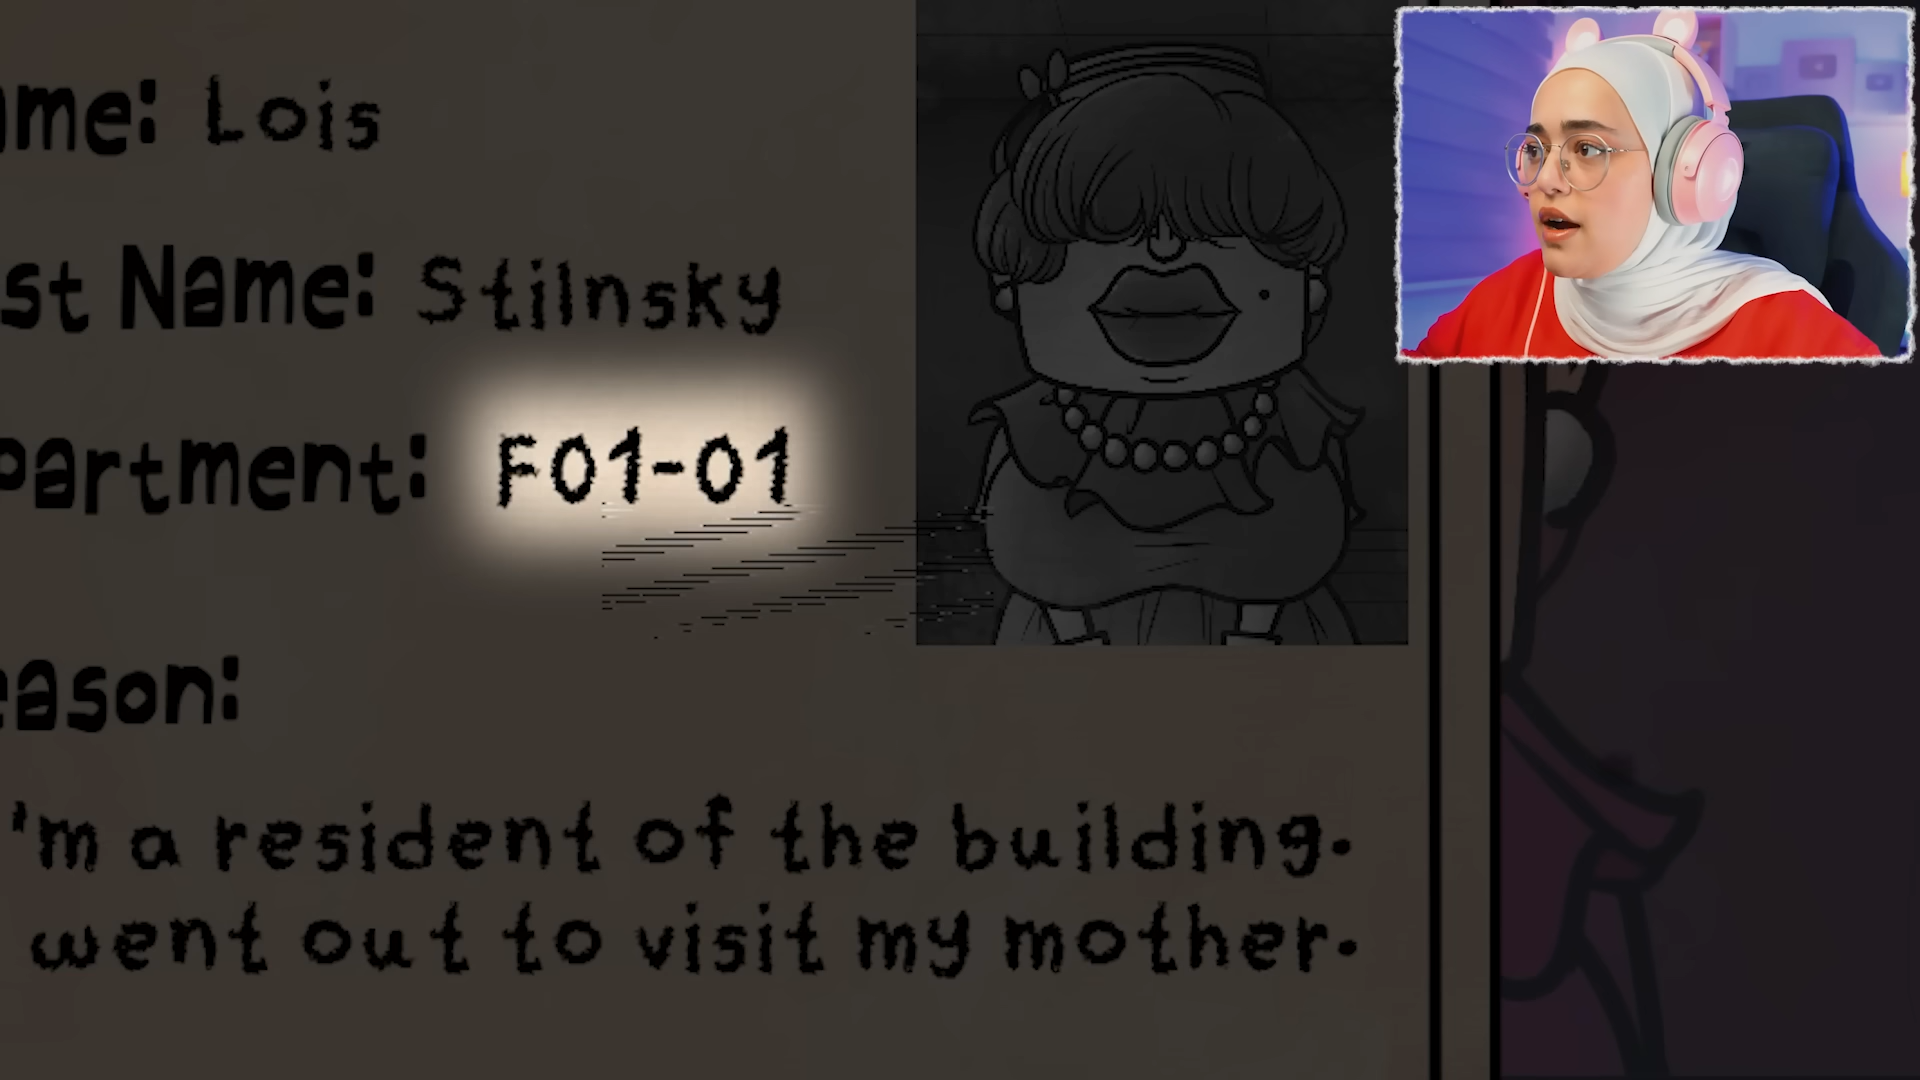 ame: Lois
st Name: Stilnsky
partment: F01-01
eason:
'm a resident of the building.
went out to visit my mother.